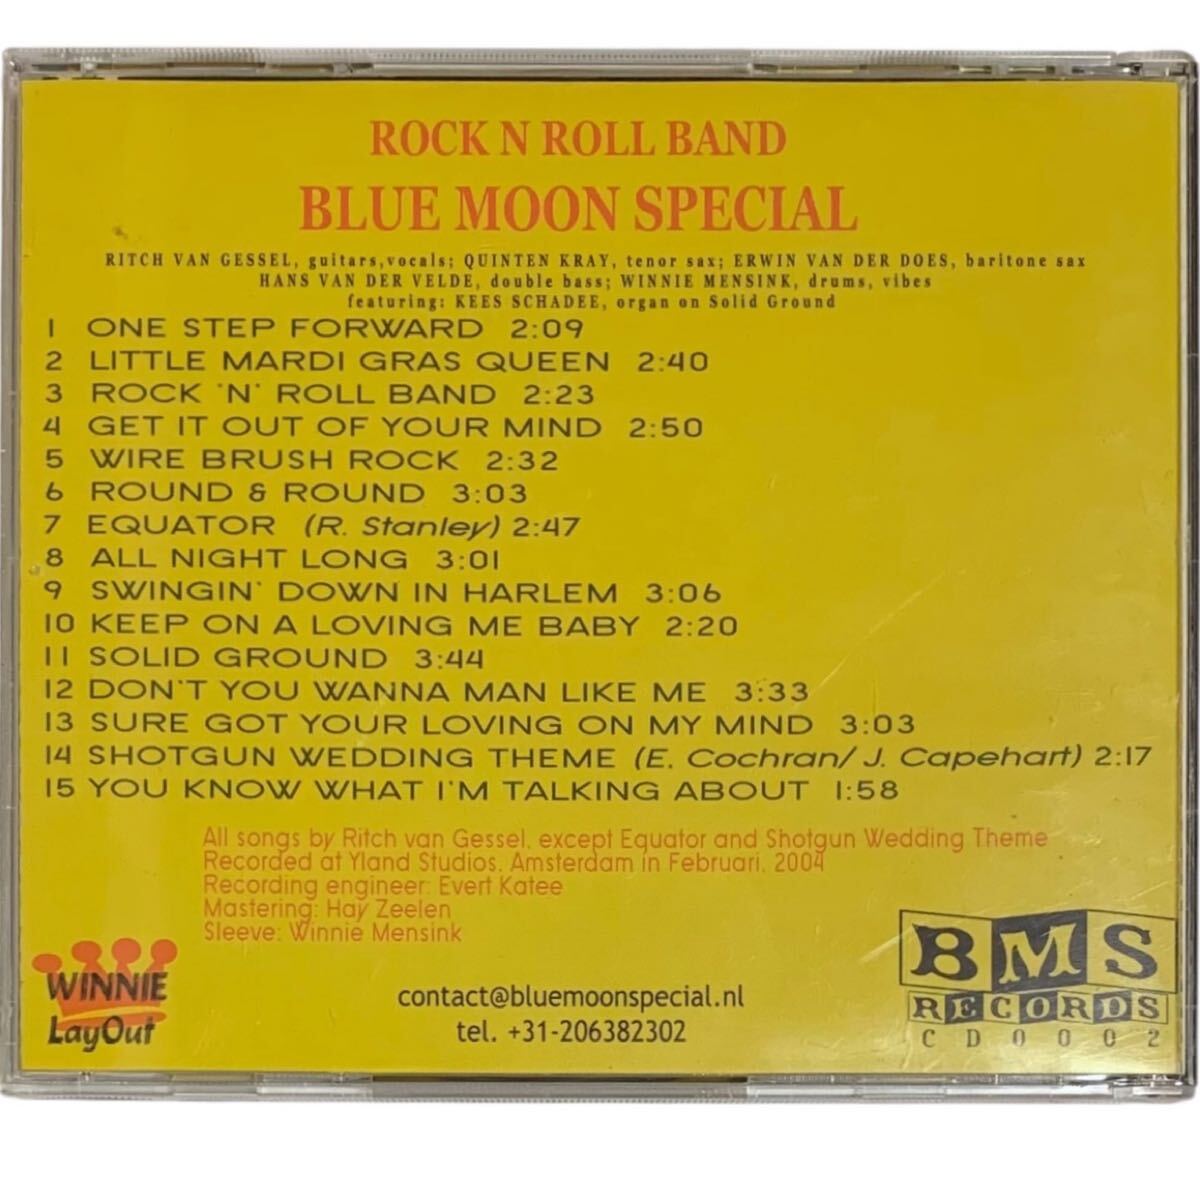 ROCK N ROLL BAND
BLUE MOON SPECIAL
RITCH VAN GESSEL, guitars,vocals; QUINTEN KRAY, tenor sax; ERWIN VAN DER DOES, baritone sax
HANS VAN DER VELDE, double bass; WINNIE MENSINK, drums, vibes
featuring: KEES SCHADEE, organ on Solid Ground
1 ONE STEP FORWARD 2:09
2 LITTLE MARDI GRAS QUEEN 2:40
3 ROCK 'N' ROLL BAND 2:23
4 GET IT OUT OF YOUR MIND 2:50
5 WIRE BRUSH ROCK 2:32
6 ROUND & ROUND 3:03
7 EQUATOR (R. Stanley) 2:47
8 ALL NIGHT LONG 3:01
9 SWINGIN' DOWN IN HARLEM 3:06
10 KEEP ON A LOVING ME BABY 2:20
11 SOLID GROUND 3:44
12 DON'T YOU WANNA MAN LIKE ME 3:33
13 SURE GOT YOUR LOVING ON MY MIND 3:03
14 SHOTGUN WEDDING THEME (E. Cochran/ J. Capehart) 2:17
15 YOU KNOW WHAT I'M TALKING ABOUT 1:58
All songs by Ritch van Gessel, except Equator and Shotgun Wedding Theme
Recorded at Yland Studios, Amsterdam in Februari, 2004
Recording engineer: Evert Katee
Mastering: Hay Zeelen
Sleeve: Winnie Mensink
WINNIE
LayOut
contact@bluemoonspecial.nl
tel. +31-206382302
BMS
RECORDS
CD0002